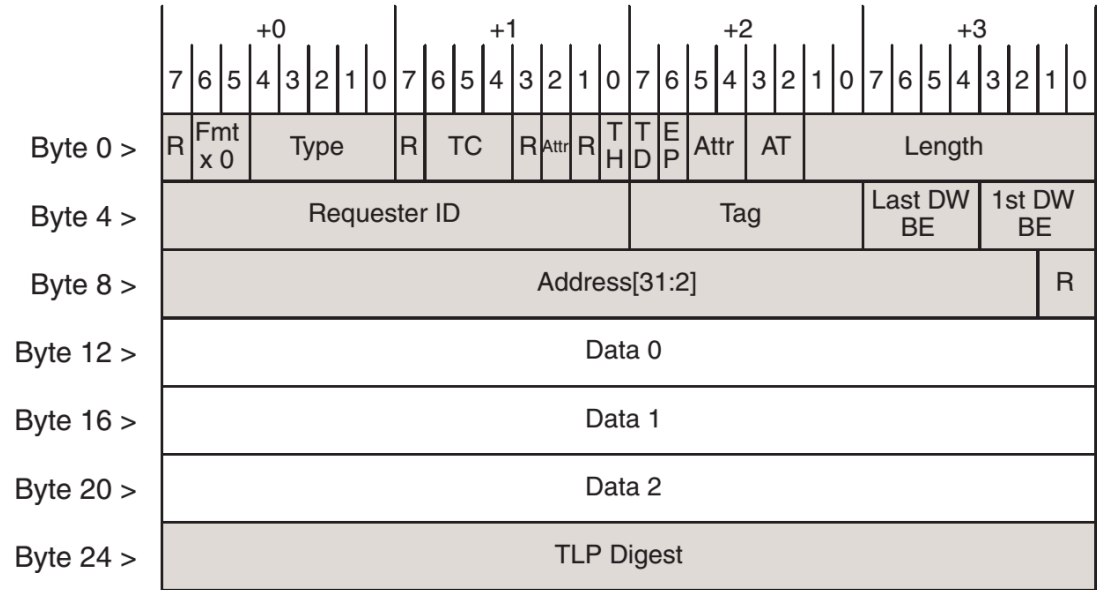 +0 +1 +2 +3
7 6 5 4 3 2 1 0 7 6 5 4 3 2 1 0 7 6 5 4 3 2 1 0 7 6 5 4 3 2 1 0
Byte 0 > R Fmt x 0 Type R TC R Attr R TH TD EP Attr AT Length
Byte 4 > Requester ID Tag Last DW BE 1st DW BE
Byte 8 > Address[31:2] R
Byte 12 > Data 0
Byte 16 > Data 1
Byte 20 > Data 2
Byte 24 > TLP Digest